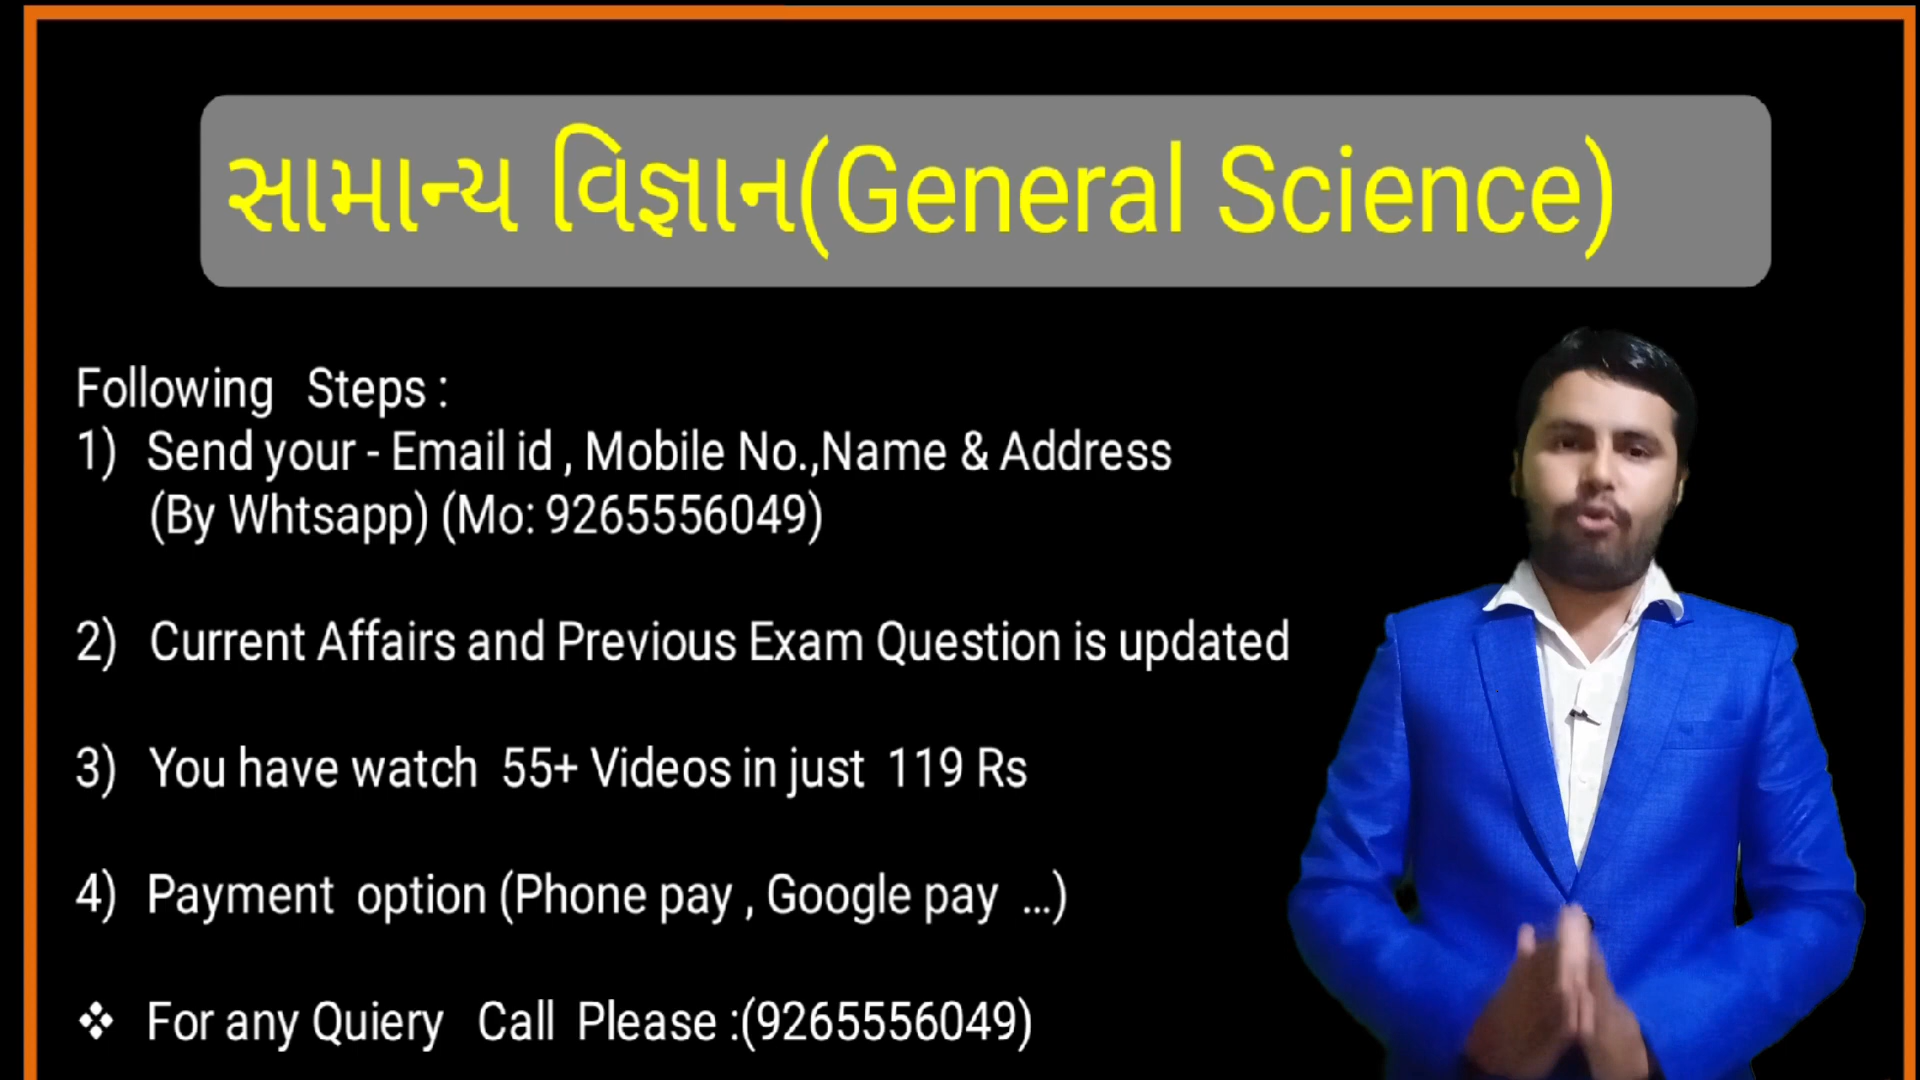 સામાન્ય વિજ્ઞાન(General Science)
Following Steps :
1) Send your - Email id , Mobile No.,Name & Address
(By Whtsapp) (Mo: 9265556049)
2) Current Affairs and Previous Exam Question is updated
3) You have watch 55+ Videos in just 119 Rs
4) Payment option (Phone pay , Google pay ...)
❖ For any Quiery Call Please :(9265556049)